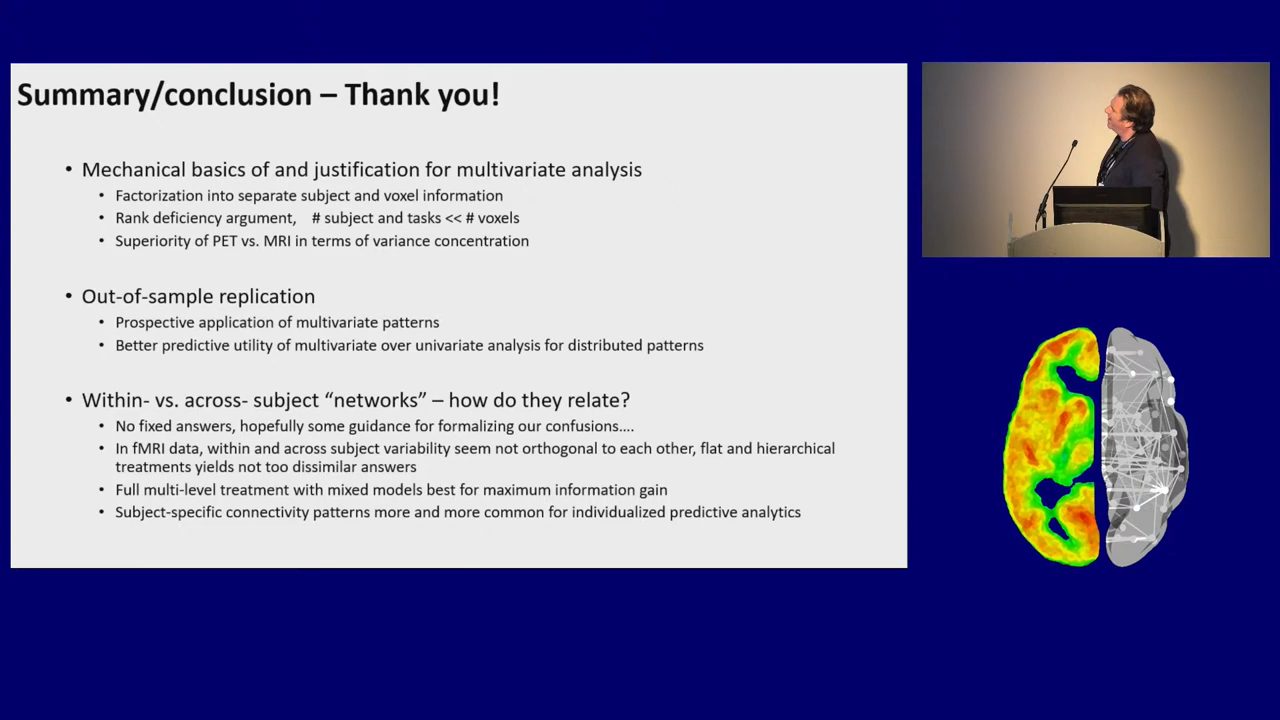 Summary/conclusion – Thank you!
• Mechanical basics of and justification for multivariate analysis
• Factorization into separate subject and voxel information
• Rank deficiency argument, # subject and tasks << # voxels
• Superiority of PET vs. MRI in terms of variance concentration
• Out-of-sample replication
• Prospective application of multivariate patterns
• Better predictive utility of multivariate over univariate analysis for distributed patterns
• Within- vs. across- subject “networks” – how do they relate?
• No fixed answers, hopefully some guidance for formalizing our confusions....
• In fMRI data, within and across subject variability seem not orthogonal to each other, flat and hierarchical
treatments yields not too dissimilar answers
• Full multi-level treatment with mixed models best for maximum information gain
• Subject-specific connectivity patterns more and more common for individualized predictive analytics